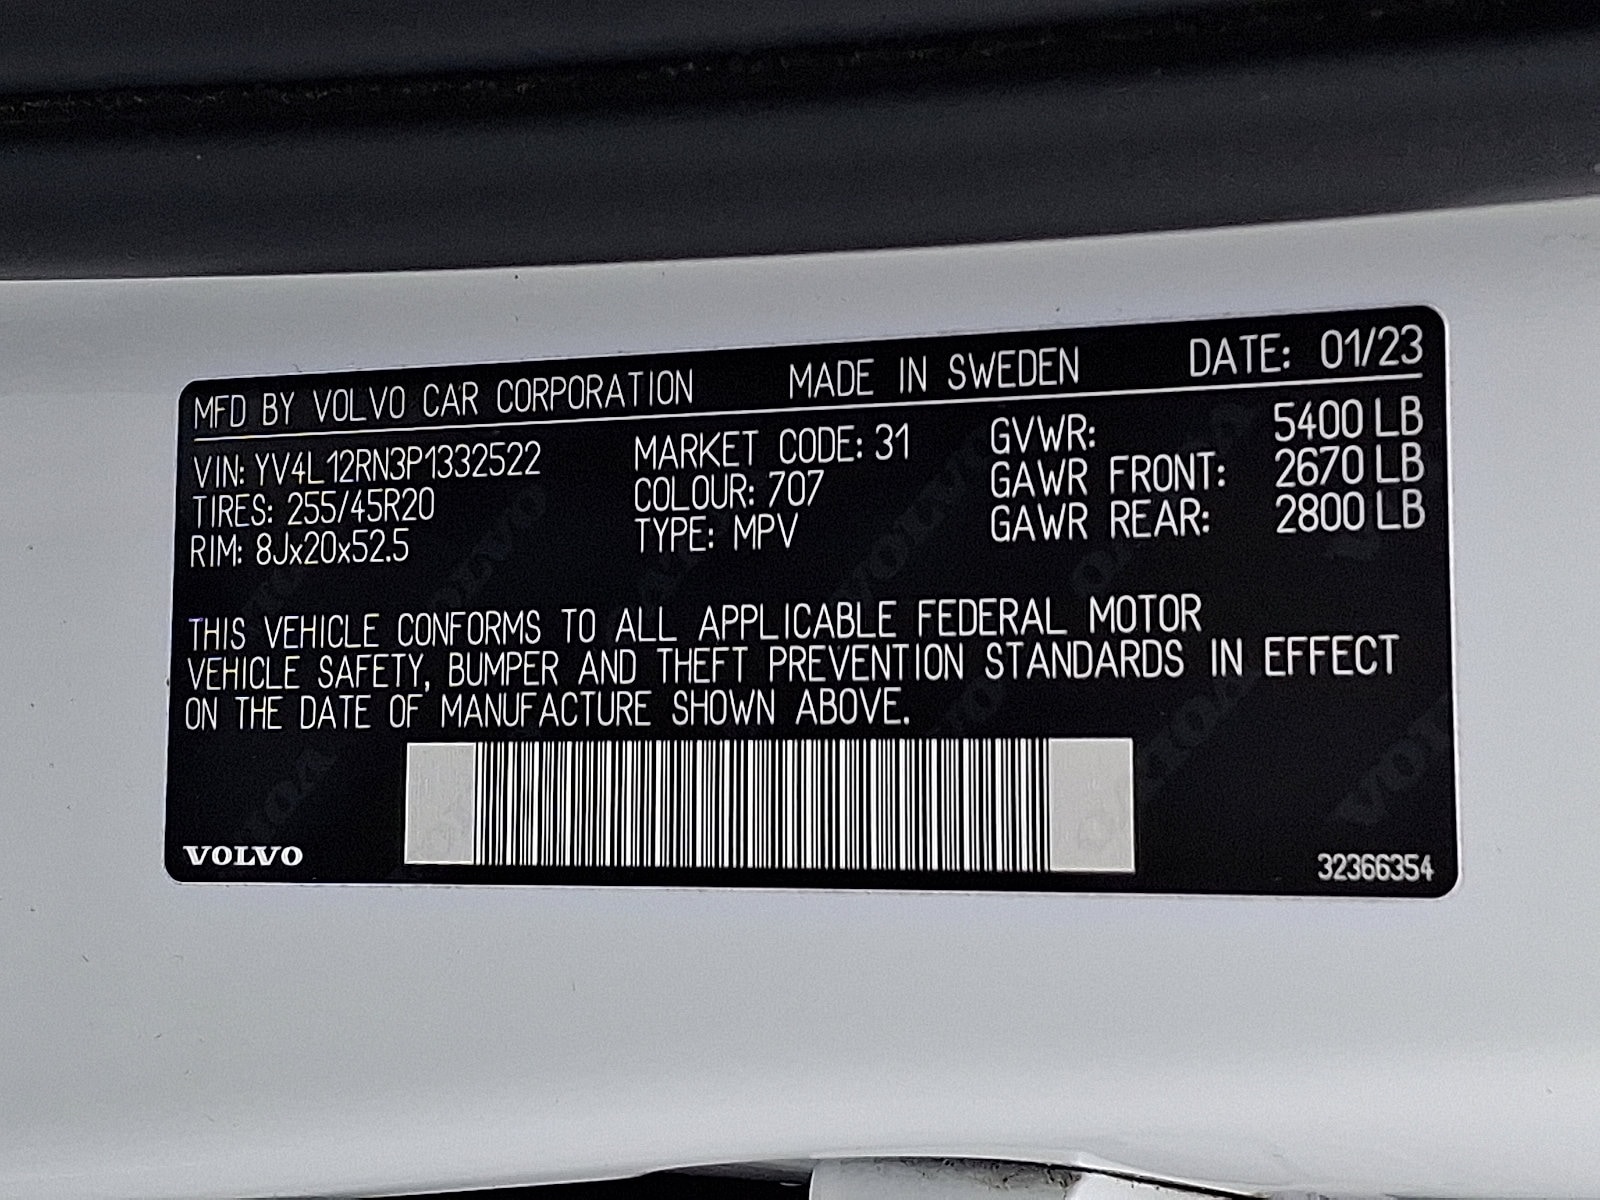 MFD BY VOLVO CAR CORPORATION MADE IN SWEDEN DATE: 01/23
VIN: YV4L12RN3P1332522 MARKET CODE: 31 GVWR: 5400 LB
TIRES: 255/45R20 COLOUR: 707 GAWR FRONT: 2670 LB
RIM: 8Jx20x52.5 TYPE: MPV GAWR REAR: 2800 LB
THIS VEHICLE CONFORMS TO ALL APPLICABLE FEDERAL MOTOR
VEHICLE SAFETY, BUMPER AND THEFT PREVENTION STANDARDS IN EFFECT
ON THE DATE OF MANUFACTURE SHOWN ABOVE.
VOLVO 32366354